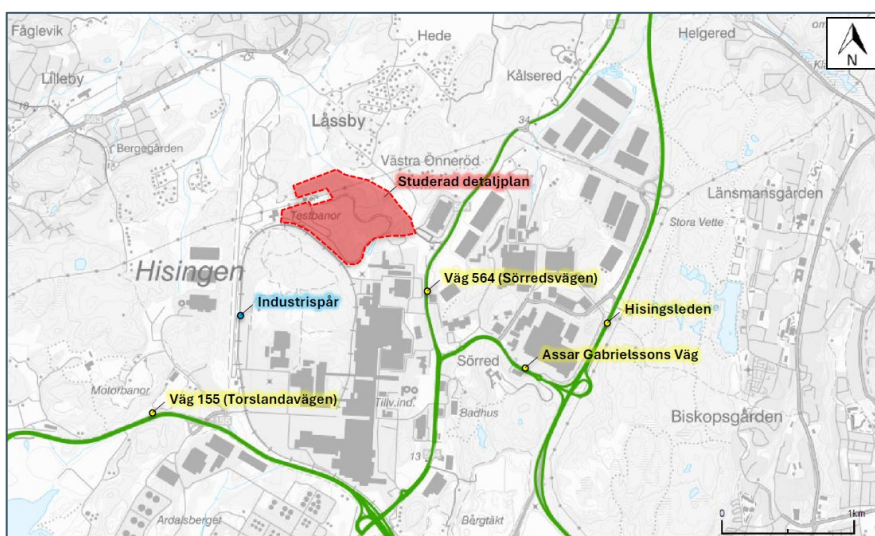 Fåglevik
Hede
Helgered
N
Kålsered
Lilleby
18
Låssby
34
Bergegården
Västra Önneröd
Studerad detaljplan
Länsmansgården
Testbanor
Stora Vette
Hisingen
Väg 564 (Sörredsvägen)
Industrispår
Hisingsleden
Sörred
Assar Gabrielssons Väg
Motorbanor
Väg 155 (Torslandavägen)
Tillv.ind.
Badhus
Biskopsgården
13
Ardalsberget
Bergtäkt
0
1km